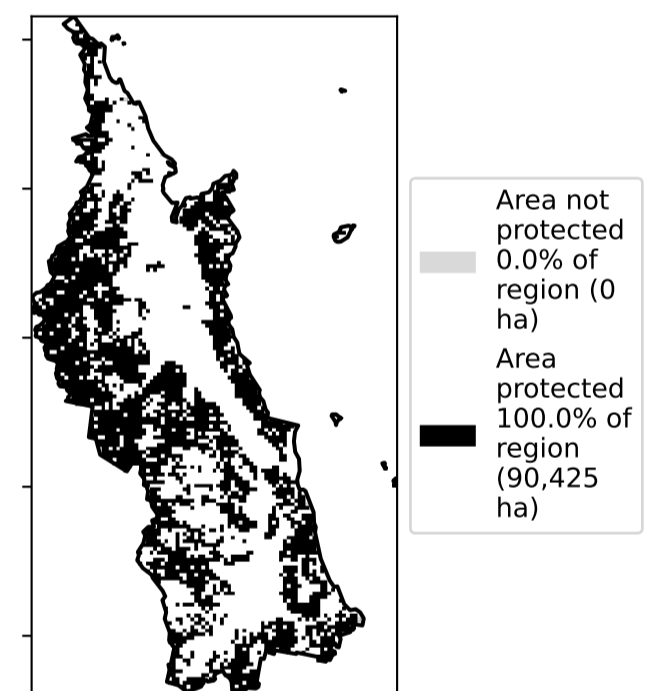 Area not
protected
0.0% of
region (0
ha)
Area
protected
100.0% of
region
(90,425
ha)